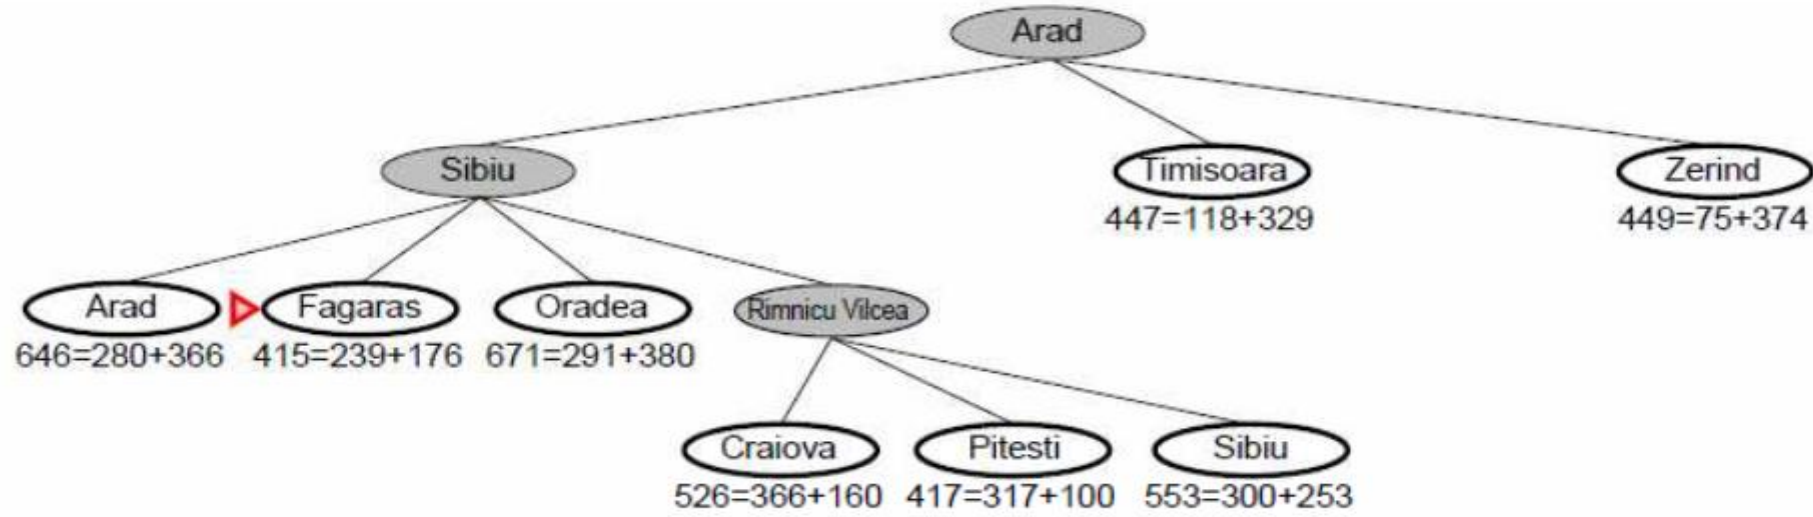 Arad
Sibiu
Timisoara
Zerind
447=118+329
449=75+374
Arad
Fagaras
Oradea
Rimnicu Vilcea
646=280+366
415=239+176
671=291+380
Craiova
Pitesti
Sibiu
526=366+160
417=317+100
553=300+253